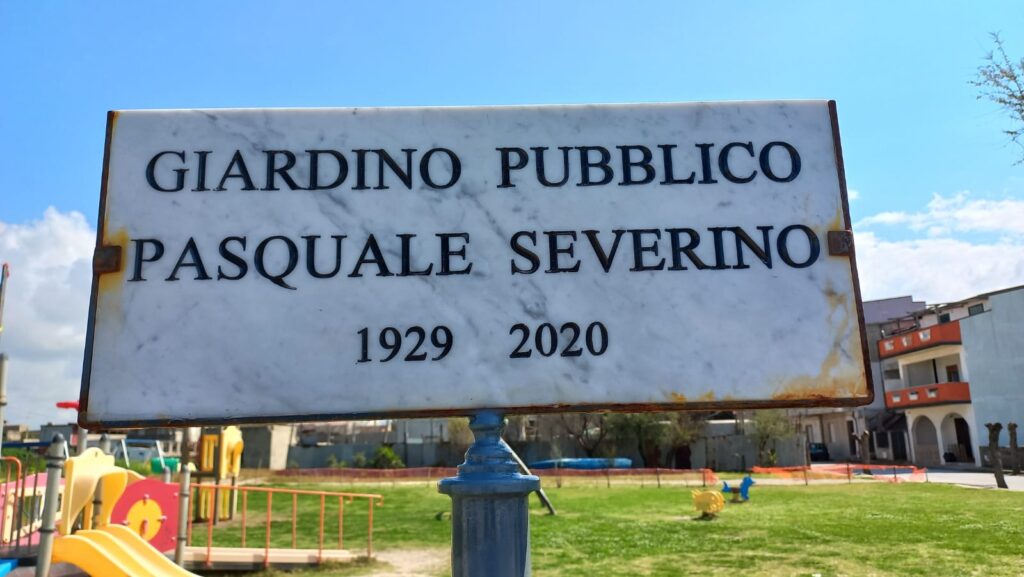 GIARDINO PUBBLICO
PASQUALE SEVERINO
1929 2020